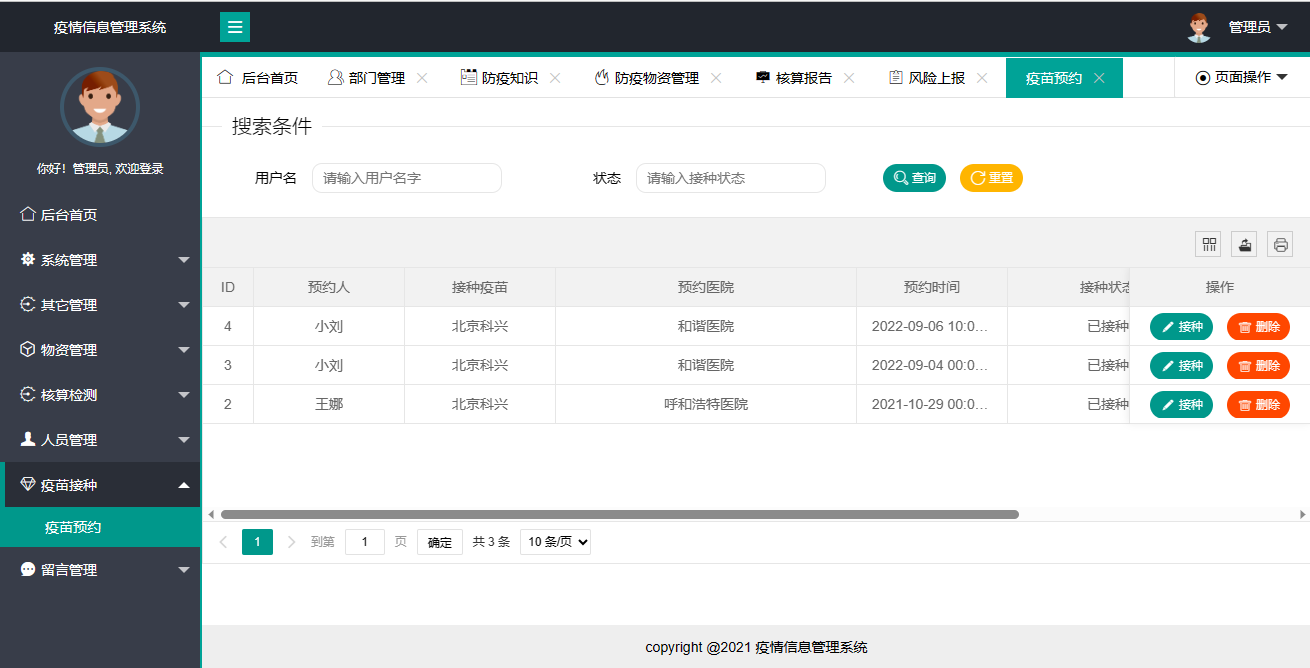 疫情信息管理系统
管理员
你好！管理员, 欢迎登录
后台首页
系统管理
其它管理
物资管理
核算检测
人员管理
疫苗接种
疫苗预约
留言管理
后台首页 部门管理 防疫知识 防疫物资管理 核算报告 风险上报 疫苗预约 页面操作
搜索条件
用户名 请输入用户名字 状态 请输入接种状态 查询 重置
ID 预约人 接种疫苗 预约医院 预约时间 接种状态 操作
4 小刘 北京科兴 和谐医院 2022-09-06 10:0... 已接种 接种 删除
3 小刘 北京科兴 和谐医院 2022-09-04 00:0... 已接种 接种 删除
2 王娜 北京科兴 呼和浩特医院 2021-10-29 00:0... 已接种 接种 删除
1 到第 1 页 确定 共 3 条 10 条/页
copyright @2021 疫情信息管理系统